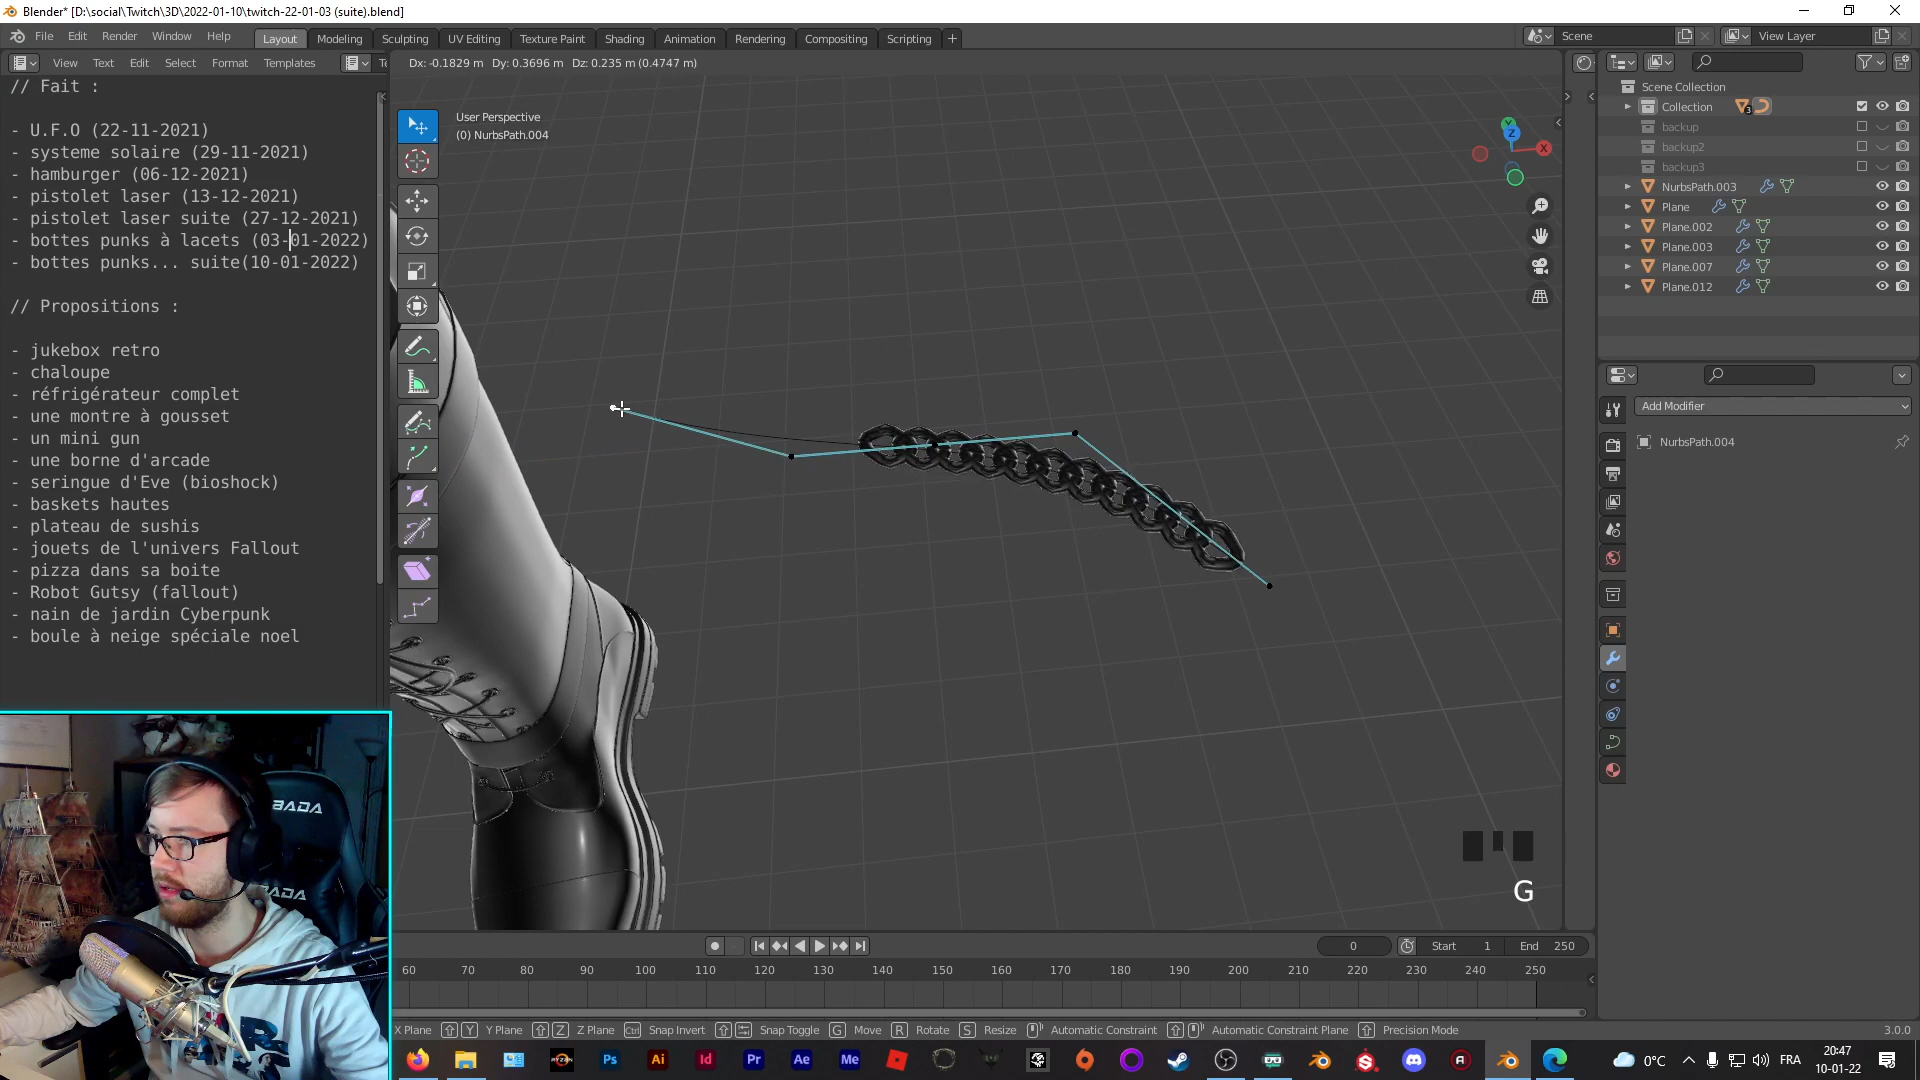 Blender* [D:\social\Twitch\3D\2022-01-10\twitch-22-01-03 (suite).blend]
File Edit Render Window Help
Layout Modeling Sculpting UV Editing Texture Paint Shading Animation Rendering Compositing Scripting +
Scene
View Layer
View Text Edit Select Format Templates
Dx: -0.1829 m Dy: 0.3696 m Dz: 0.235 m (0.4747 m)
// Fait :
- U.F.O (22-11-2021)
- systeme solaire (29-11-2021)
- hamburger (06-12-2021)
- pistolet laser (13-12-2021)
- pistolet laser suite (27-12-2021)
- bottes punks à lacets (03-01-2022)
- bottes punks... suite(10-01-2022)
// Propositions :
- jukebox retro
- chaloupe
- réfrigérateur complet
- une montre à gousset
- un mini gun
- une borne d'arcade
- seringue d'Eve (bioshock)
- baskets hautes
- plateau de sushis
- jouets de l'univers Fallout
- pizza dans sa boite
- Robot Gutsy (fallout)
- nain de jardin Cyberpunk
- boule à neige spéciale noel
User Perspective
(0) NurbsPath.004
Y
Z
X
G
Scene Collection
Collection 3
backup
backup2
backup3
NurbsPath.003
Plane
Plane.002
Plane.003
Plane.007
Plane.012
Add Modifier
NurbsPath.004
BADA
0 Start 1 End 250
60 70 80 90 100 110 120 130 140 150 160 170 180 190 200 210 220 230 240 250
X Plane Y Y Plane Z Z Plane Ctrl Snap Invert Snap Toggle G Move R Rotate S Resize Automatic Constraint Automatic Constraint Plane Precision Mode
3.0.0
RYZEN Ps Ai Id Pr Ae Me
0°C FRA 20:47
10-01-22